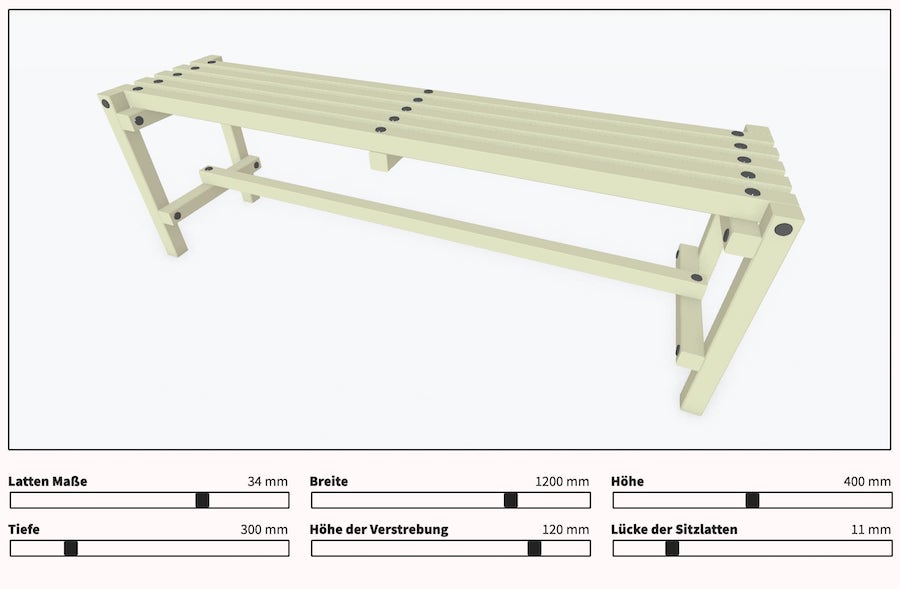 Latten Maße 34 mm
Breite 1200 mm
Höhe 400 mm
Tiefe 300 mm
Höhe der Verstrebung 120 mm
Lücke der Sitzlatten 11 mm